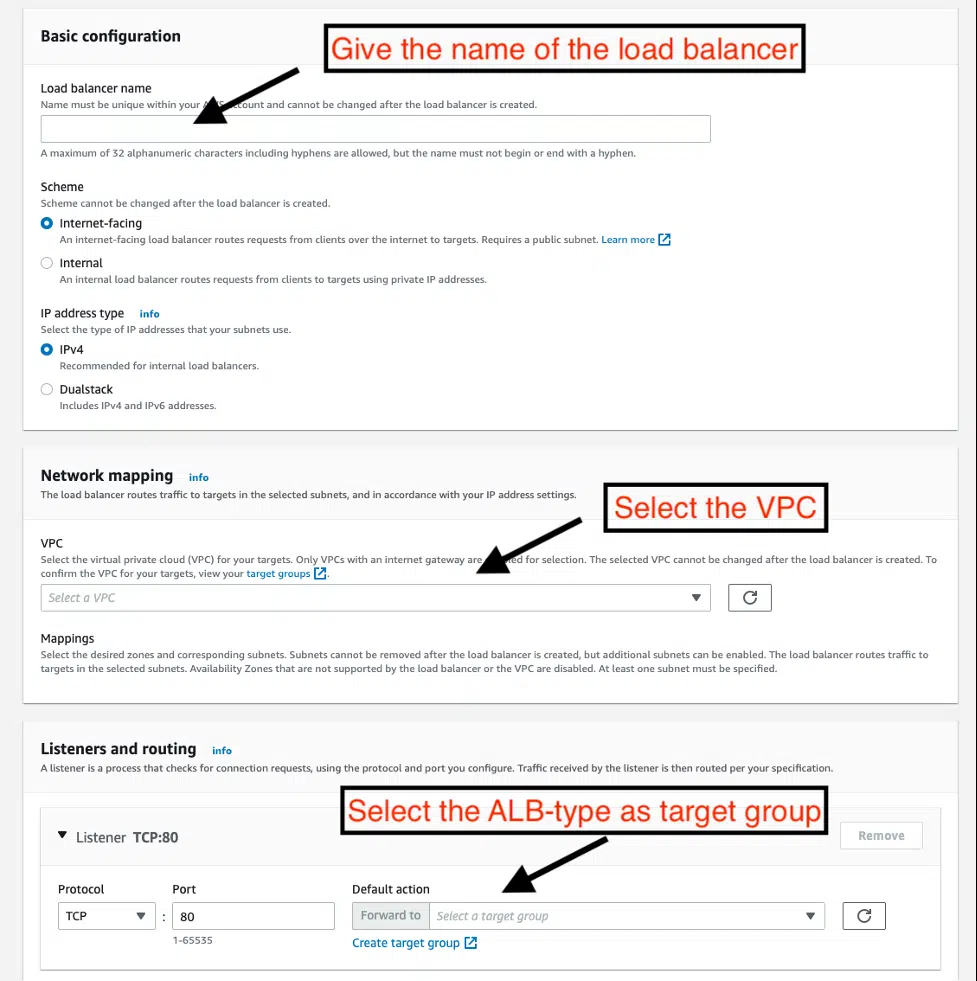 Basic configuration
Give the name of the load balancer
Load balancer name
Name must be unique within your account and cannot be changed after the load balancer is created.
A maximum of 32 alphanumeric characters including hyphens are allowed, but the name must not begin or end with a hyphen.
Scheme
Scheme cannot be changed after the load balancer is created.
Internet-facing
An internet-facing load balancer routes requests from clients over the internet to targets. Requires a public subnet. Learn more
Internal
An internal load balancer routes requests from clients to targets using private IP addresses.
IP address type info
Select the type of IP addresses that your subnets use.
IPv4
Recommended for internal load balancers.
Dualstack
Includes IPv4 and IPv6 addresses.
Network mapping info
The load balancer routes traffic to targets in the selected subnets, and in accordance with your IP address settings.
Select the VPC
VPC
Select the virtual private cloud (VPC) for your targets. Only VPCs with an internet gateway are for selection. The selected VPC cannot be changed after the load balancer is created. To
confirm the VPC for your targets, view your target groups.
Select a VPC
Mappings
Select the desired zones and corresponding subnets. Subnets cannot be removed after the load balancer is created, but additional subnets can be enabled. The load balancer routes traffic to
targets in the selected subnets. Availability Zones that are not supported by the load balancer or the VPC are disabled. At least one subnet must be specified.
Listeners and routing info
A listener is a process that checks for connection requests, using the protocol and port you configure. Traffic received by the listener is then routed per your specification.
Select the ALB-type as target group
Listener TCP:80
Remove
Protocol Port Default action
TCP : 80 Forward to Select a target group
1-65535
Create target group